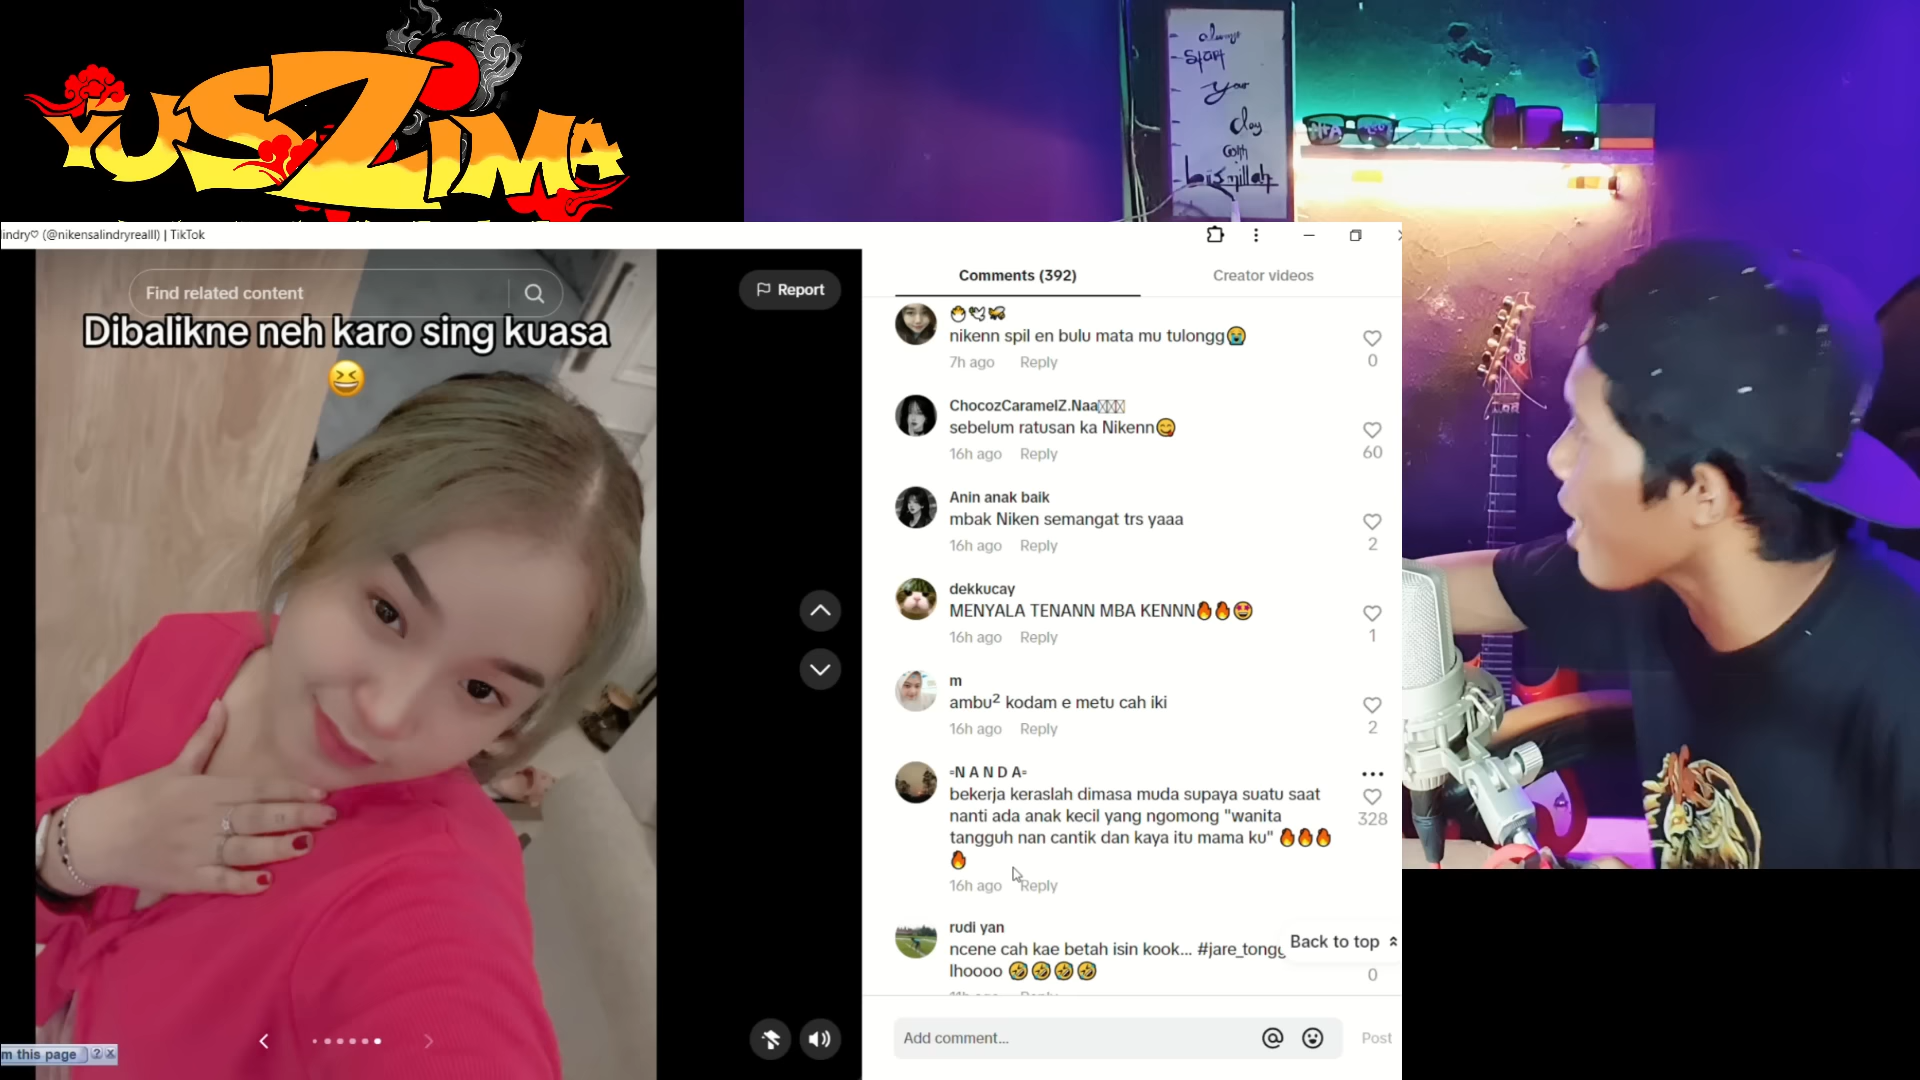 YUSZIMA
always
start
your
day
with
bismillah
indry♡ (@nikensalindryrealll) | TikTok
Find related content
Report
Dibalikne neh karo sing kuasa
😆
m this page
Comments (392)
Creator videos
🐣🕊🐝
nikenn spil en bulu mata mu tulongg😭
0
7h ago Reply
ChocozCaramelZ.Naa
sebelum ratusan ka Nikenn😋
60
16h ago Reply
Anin anak baik
mbak Niken semangat trs yaaa
2
16h ago Reply
dekkucay
MENYALA TENANN MBA KENNN🔥🔥🤩
1
16h ago Reply
m
ambu² kodam e metu cah iki
2
16h ago Reply
▫N A N D A▫
bekerja keraslah dimasa muda supaya suatu saat
nanti ada anak kecil yang ngomong "wanita
tangguh nan cantik dan kaya itu mama ku" 🔥🔥🔥
🔥
328
16h ago Reply
rudi yan
ncene cah kae betah isin kook... #jare_tongg
lhoooo 🤣🤣🤣🤣
0
Back to top
Reply
Add comment...
Post